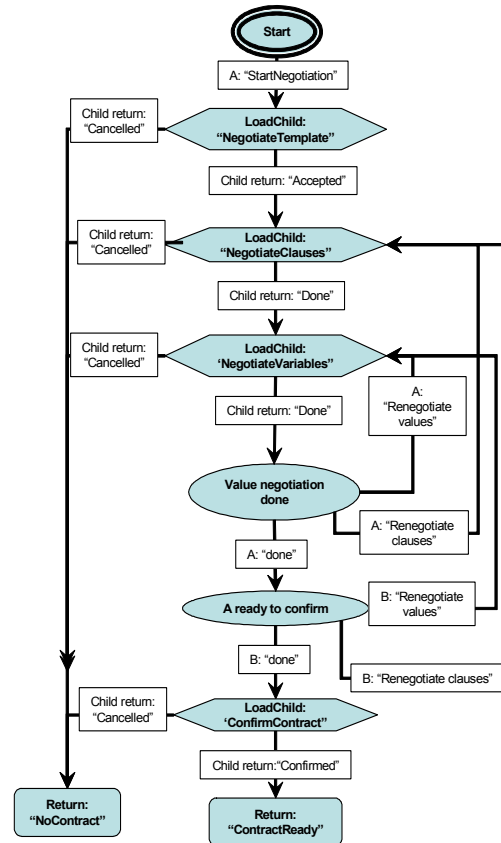 Start
A: “StartNegotiation”
Child return:
“Cancelled”
LoadChild:
“NegotiateTemplate”
Child return: “Accepted”
Child return:
“Cancelled”
LoadChild:
“NegotiateClauses”
Child return: “Done”
Child return:
“Cancelled”
LoadChild:
‘NegotiateVariables”
Child return: “Done”
A:
“Renegotiate
values”
Value negotiation
done
A: “Renegotiate
clauses”
A: “done”
A ready to confirm
B: “Renegotiate
values”
B: “done”
B: “Renegotiate clauses”
Child return:
“Cancelled”
LoadChild:
‘ConfirmContract”
Child return:“Confirmed”
Return:
“NoContract”
Return:
“ContractReady”